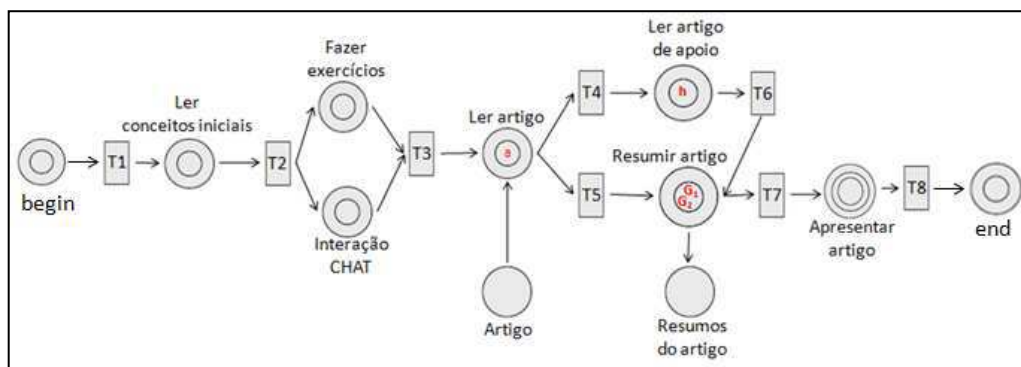 begin
T1
Ler
conceitos iniciais
T2
Fazer
exercícios
Interação
CHAT
T3
Ler artigo
a
Artigo
T4
Ler artigo
de apoio
h
T6
T5
Resumir artigo
G1
G2
Resumos
do artigo
T7
Apresentar
artigo
T8
end